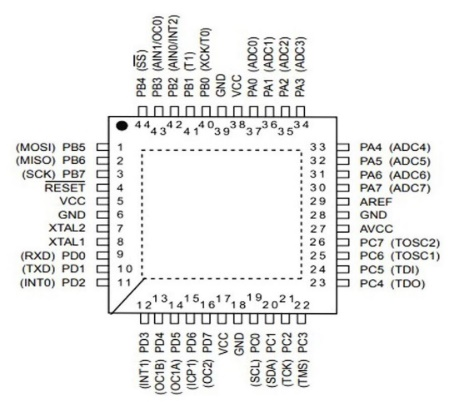 PB4 (SS)
PB3 (AIN1/OC0)
PB2 (AIN0/INT2)
PB1 (T1)
PB0 (XCK/T0)
GND
VCC
PA0 (ADC0)
PA1 (ADC1)
PA2 (ADC2)
PA3 (ADC3)
44 43 42 41 40 39 38 37 36 35 34
(MOSI) PB5 1
(MISO) PB6 2
(SCK) PB7 3
RESET 4
VCC 5
GND 6
XTAL2 7
XTAL1 8
(RXD) PD0 9
(TXD) PD1 10
(INT0) PD2 11
33 PA4 (ADC4)
32 PA5 (ADC5)
31 PA6 (ADC6)
30 PA7 (ADC7)
29 AREF
28 GND
27 AVCC
26 PC7 (TOSC2)
25 PC6 (TOSC1)
24 PC5 (TDI)
23 PC4 (TDO)
12 13 14 15 16 17 18 19 20 21 22
(INT1) PD3
(OC1B) PD4
(OC1A) PD5
(ICP1) PD6
(OC2) PD7
VCC
GND
(SCL) PC0
(SDA) PC1
(TCK) PC2
(TMS) PC3